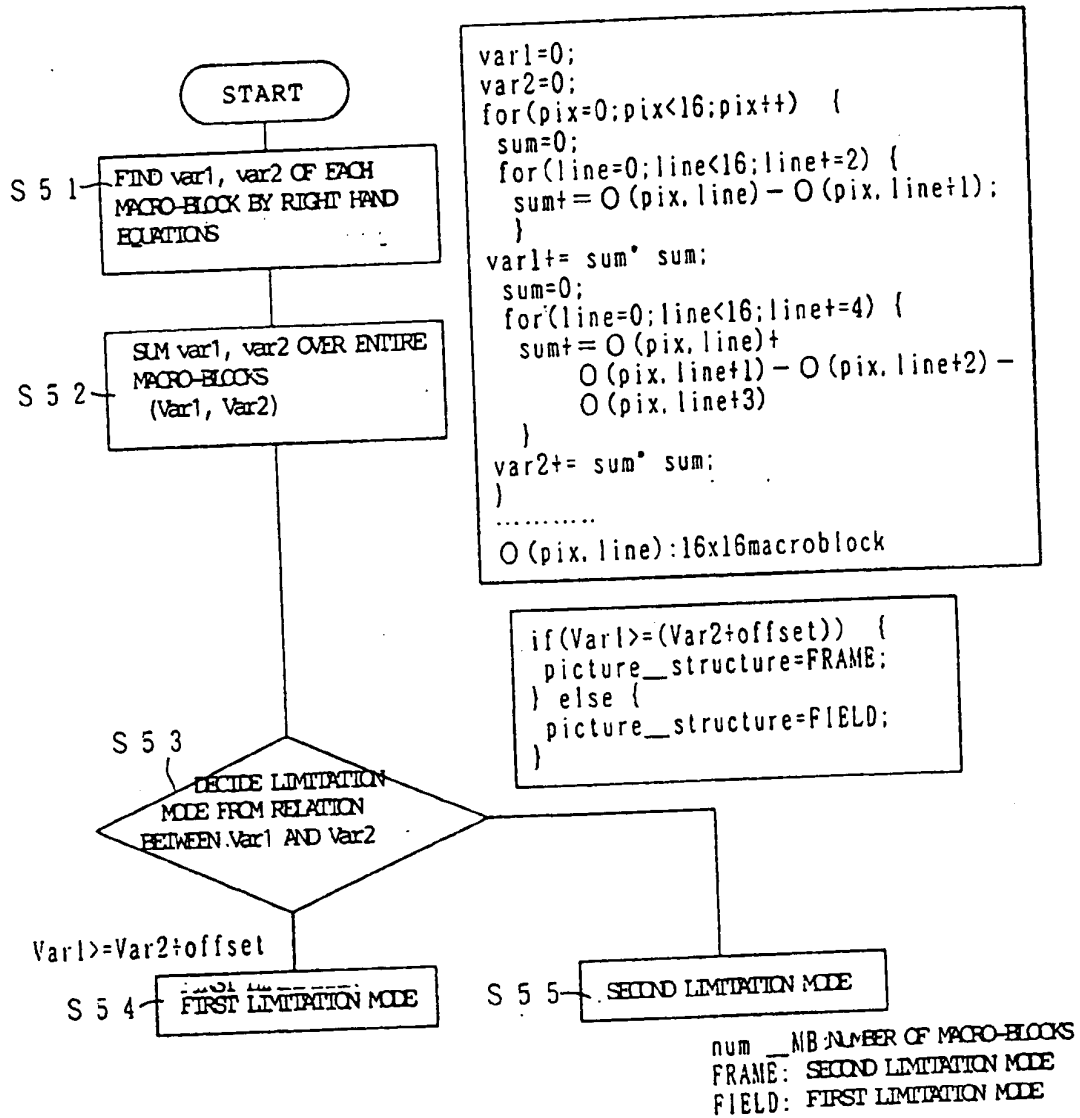 START
S 5 1
FIND var1, var2 OF EACH
MACRO-BLOCK BY RIGHT HAND
EQUATIONS
S 5 2
SUM var1, var2 OVER ENTIRE
MACRO-BLOCKS
(Var1, Var2)
var1=0;
var2=0;
for(pix=0;pix<16;pix++) {
sum=0;
for(line=0;line<16;line+=2) {
sum+= O (pix, line) - O (pix, line+1);
}
var1+= sum* sum;
sum=0;
for(line=0;line<16;line+=4) {
sum+= O (pix, line)+
O (pix, line+1) - O (pix, line+2) -
O (pix, line+3)
}
var2+= sum* sum;
}
...........
O (pix, line):16x16macroblock
if(Var1>=(Var2+offset)) {
picture__structure=FRAME;
} else {
picture__structure=FIELD;
}
S 5 3
DECIDE LIMITATION
MODE FROM RELATION
BETWEEN Var1 AND Var2
Var1>=Var2+offset
S 5 4
FIRST LIMITATION MODE
S 5 5
SECOND LIMITATION MODE
num __MB:NUMBER OF MACRO-BLOCKS
FRAME: SECOND LIMITATION MODE
FIELD: FIRST LIMITATION MODE